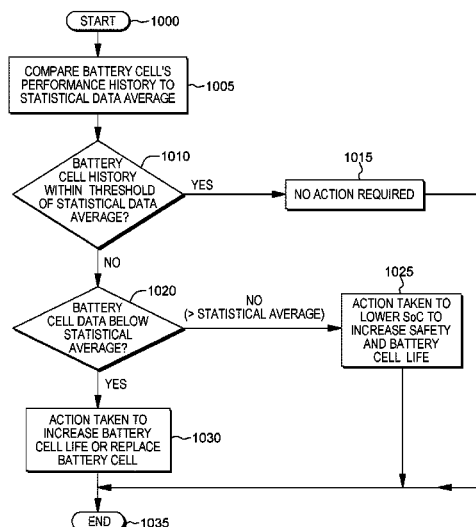 START
1000
COMPARE BATTERY CELL'S
PERFORMANCE HISTORY TO
STATISTICAL DATA AVERAGE
1005
BATTERY
CELL HISTORY
WITHIN THRESHOLD
OF STATISTICAL DATA
AVERAGE?
1010
YES
NO ACTION REQUIRED
1015
NO
BATTERY
CELL DATA BELOW
STATISTICAL
AVERAGE?
1020
NO
(> STATISTICAL AVERAGE)
ACTION TAKEN TO
LOWER SoC TO
INCREASE SAFETY
AND BATTERY
CELL LIFE
1025
YES
ACTION TAKEN TO
INCREASE BATTERY
CELL LIFE OR REPLACE
BATTERY CELL
1030
END
1035